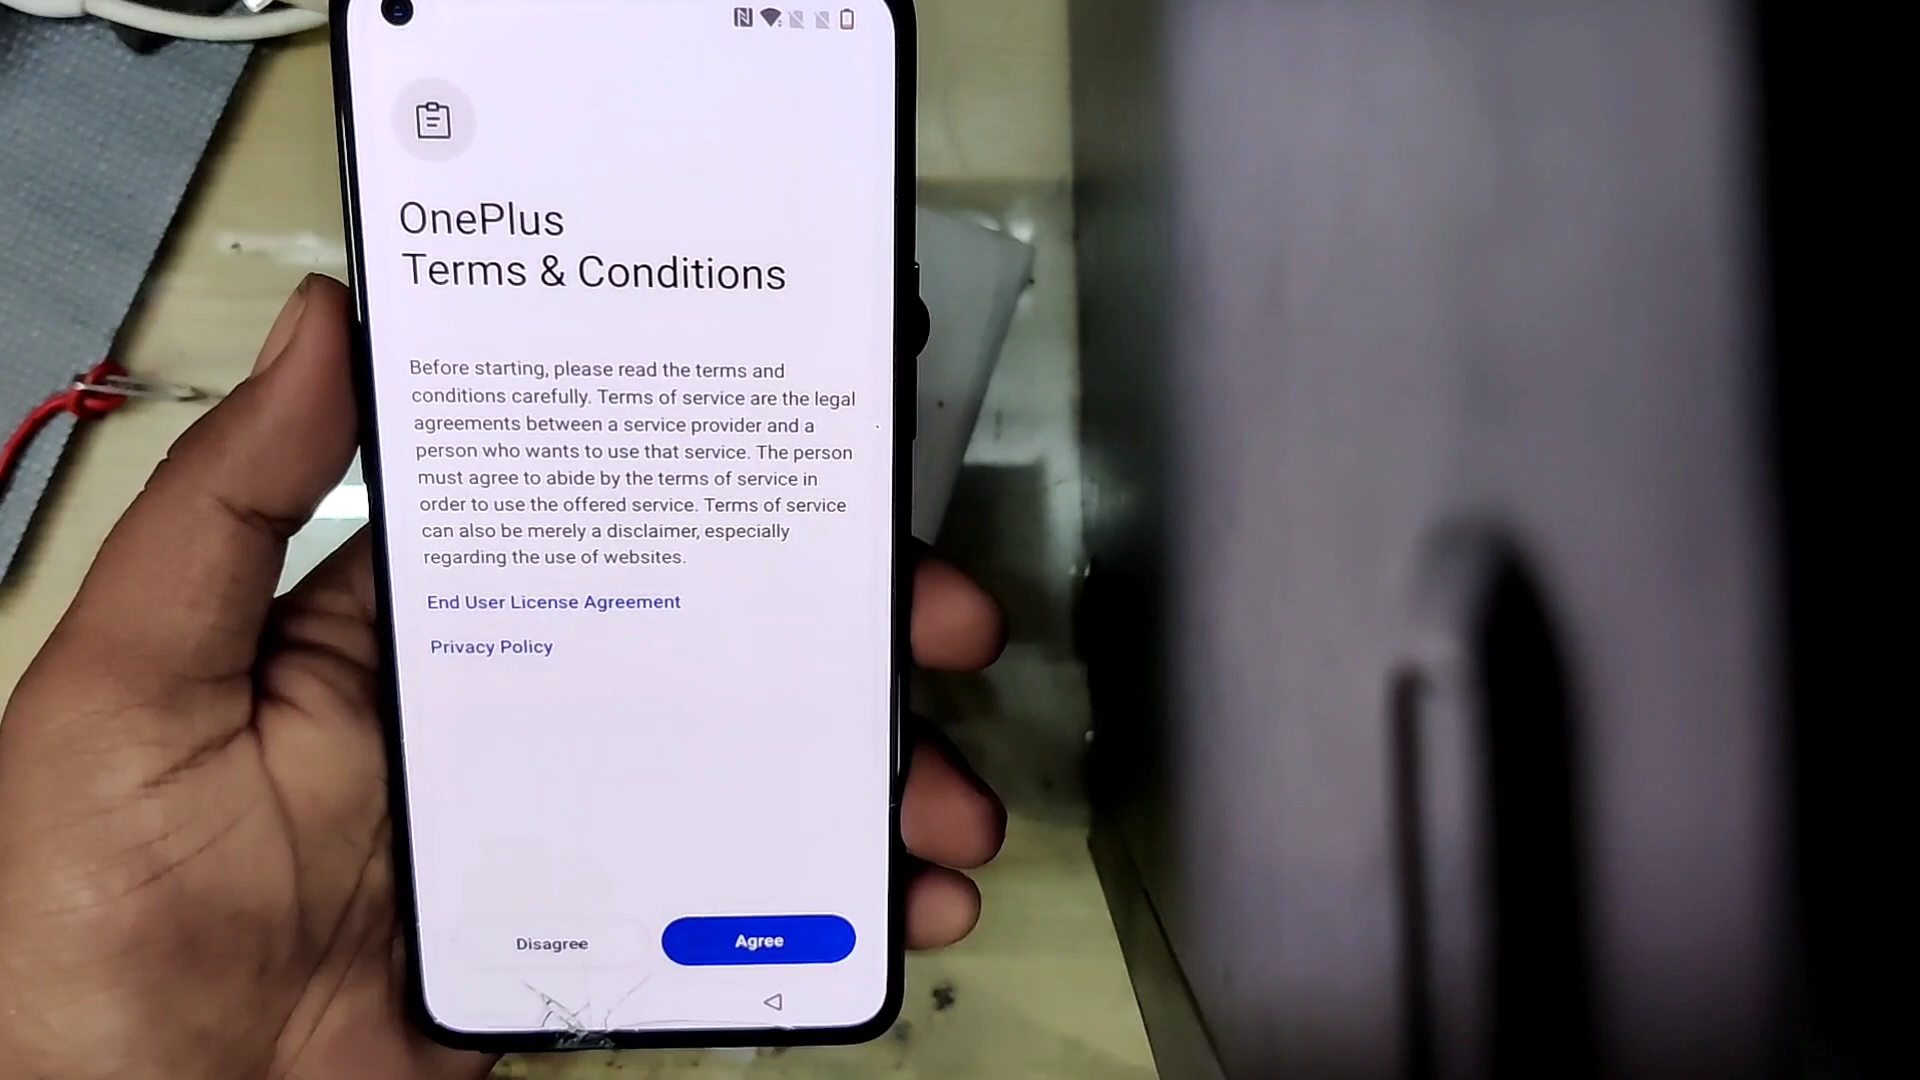 OnePlus
Terms & Conditions
Before starting, please read the terms and
conditions carefully. Terms of service are the legal
agreements between a service provider and a
person who wants to use that service. The person
must agree to abide by the terms of service in
order to use the offered service. Terms of service
can also be merely a disclaimer, especially
regarding the use of websites.
End User License Agreement
Privacy Policy
Disagree
Agree